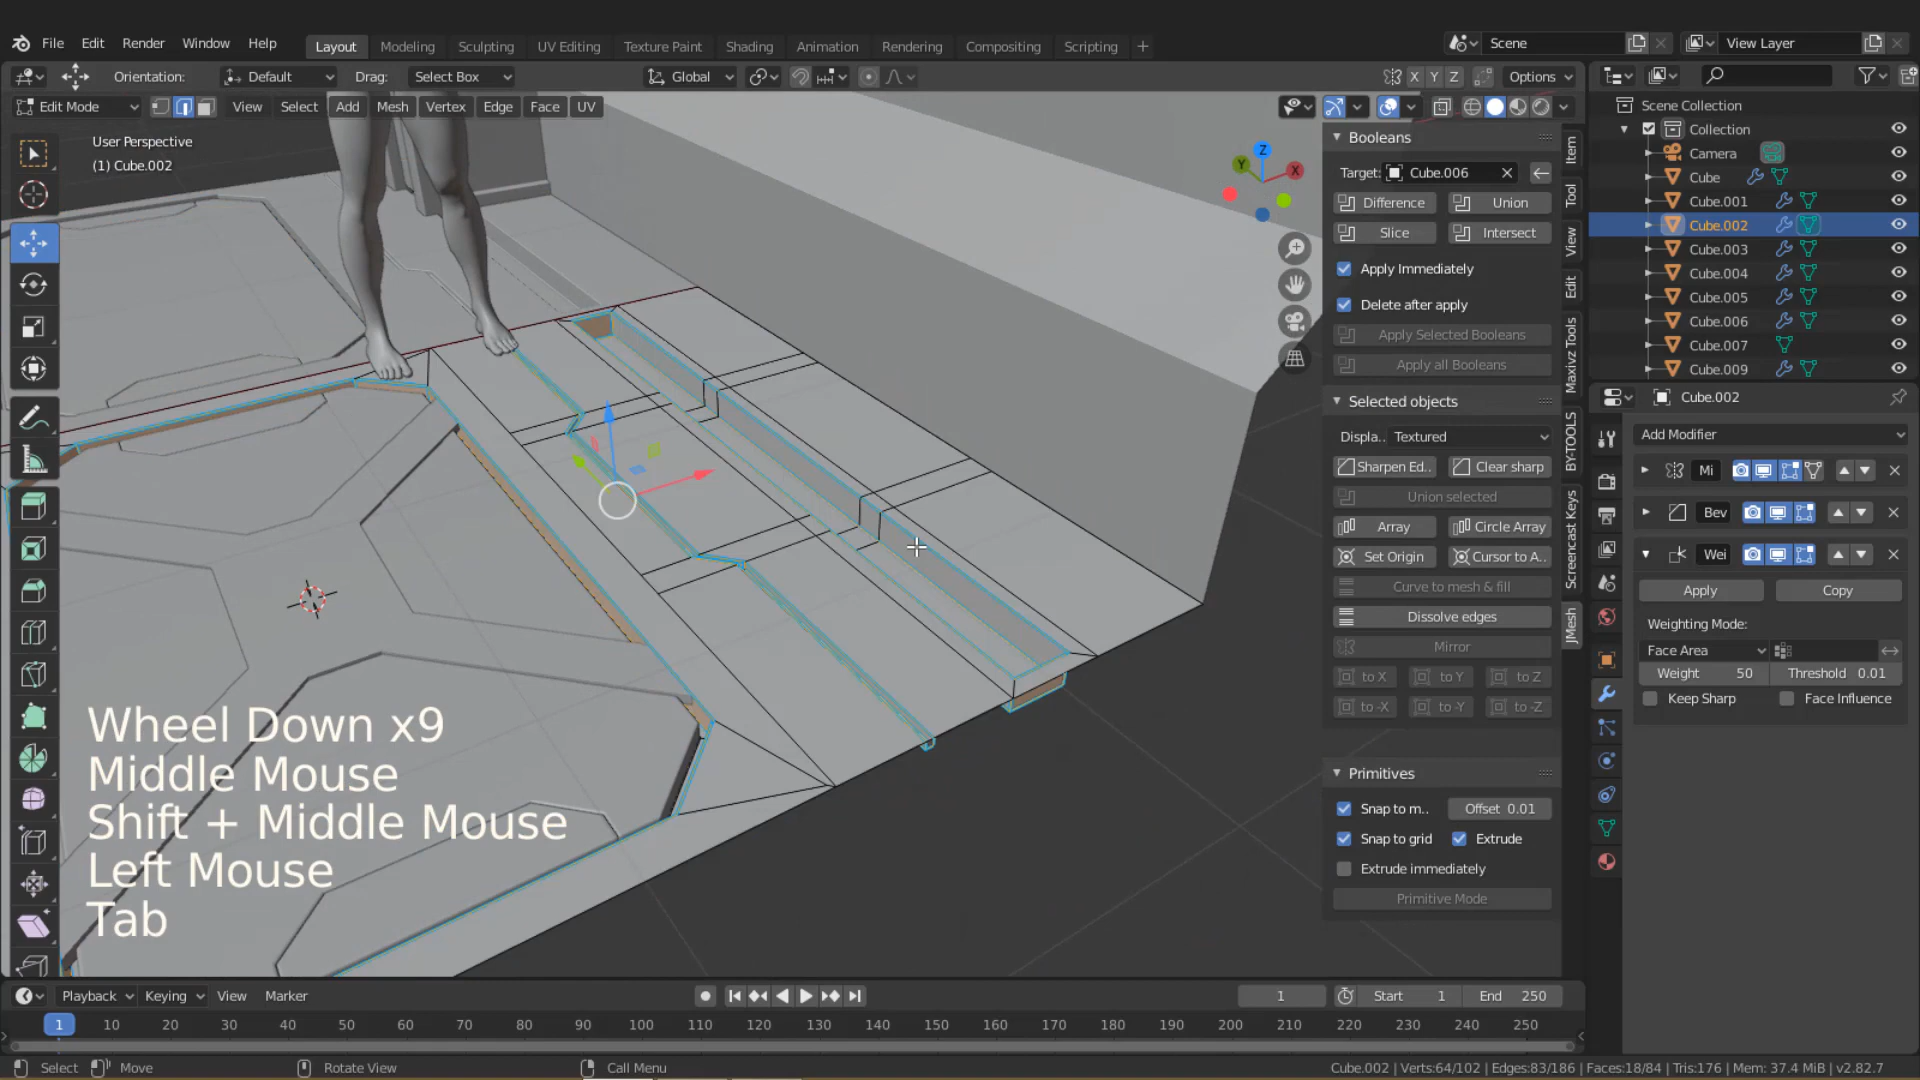 File Edit Render Window Help Layout Modeling Sculpting UV Editing Texture Paint Shading Animation Rendering Compositing Scripting + Scene View Layer
Orientation: Default Drag: Select Box Global X Y Z Options
Edit Mode View Select Add Mesh Vertex Edge Face UV
User Perspective
(1) Cube.002
Z
Y
X
Wheel Down x9
Middle Mouse
Shift + Middle Mouse
Left Mouse
Tab
Booleans
Target: Cube.006
Difference Union
Slice Intersect
Apply Immediately
Delete after apply
Apply Selected Booleans
Apply all Booleans
Selected objects
Displa.. Textured
Sharpen Ed.. Clear sharp
Union selected
Array Circle Array
Set Origin Cursor to A..
Curve to mesh & fill
Dissolve edges
Mirror
to X to Y to Z
to -X to -Y to -Z
Primitives
Snap to m.. Offset 0.01
Snap to grid Extrude
Extrude immediately
Primitive Mode
Item
Tool
View
Edit
Maxivz Tools
BY-TOOLS
Screencast Keys
JMesh
Scene Collection
Collection
Camera
Cube
Cube.001
Cube.002
Cube.003
Cube.004
Cube.005
Cube.006
Cube.007
Cube.009
Cube.002
Add Modifier
Mi
Bev
Wei
Apply Copy
Weighting Mode:
Face Area
Weight 50 Threshold 0.01
Keep Sharp Face Influence
Playback Keying View Marker 1 Start 1 End 250
1 10 20 30 40 50 60 70 80 90 100 110 120 130 140 150 160 170 180 190 200 210 220 230 240 250
Select Move Rotate View Call Menu Cube.002 | Verts:64/102 | Edges:83/186 | Faces:18/84 | Tris:176 | Mem: 37.4 MiB | v2.82.7